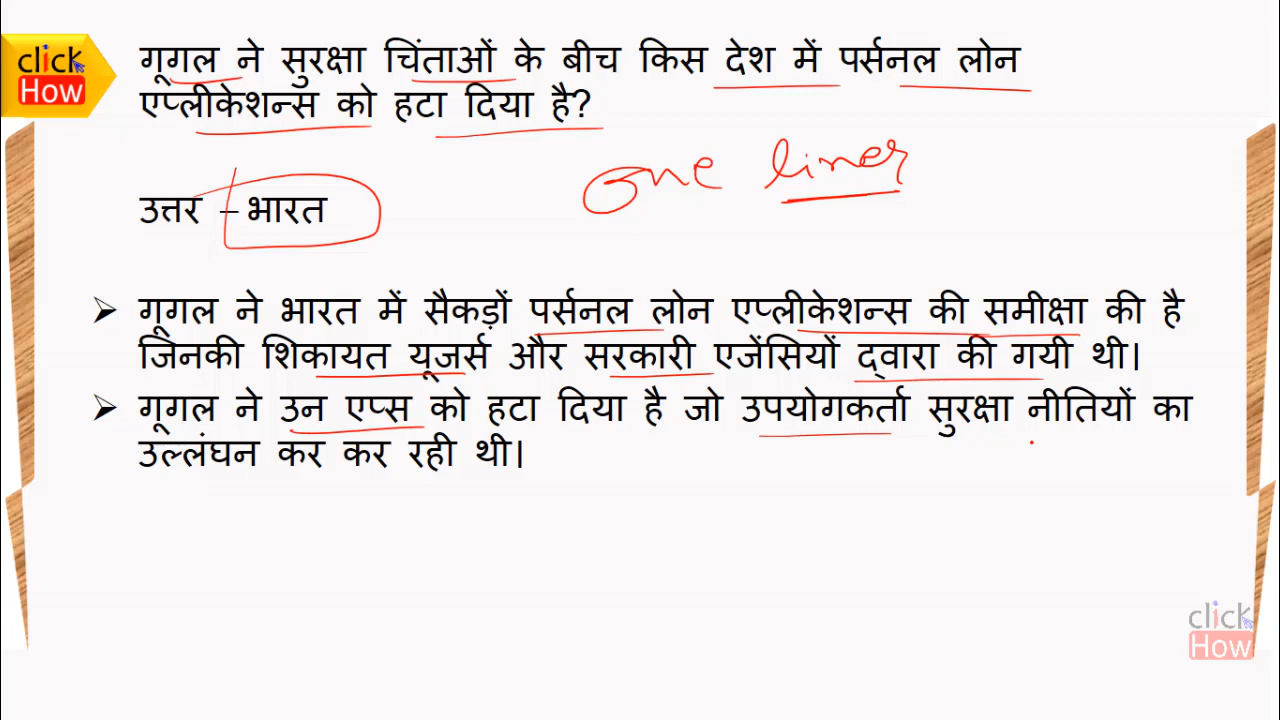 click
How
गूगल ने सुरक्षा चिंताओं के बीच किस देश में पर्सनल लोन
एप्लीकेशन्स को हटा दिया है?
one liner
उत्तर – भारत
➢ गूगल ने भारत में सैकड़ों पर्सनल लोन एप्लीकेशन्स की समीक्षा की है
जिनकी शिकायत यूजर्स और सरकारी एजेंसियों द्वारा की गयी थी।
➢ गूगल ने उन एप्स को हटा दिया है जो उपयोगकर्ता सुरक्षा नीतियों का
उल्लंघन कर कर रही थी।
click
How